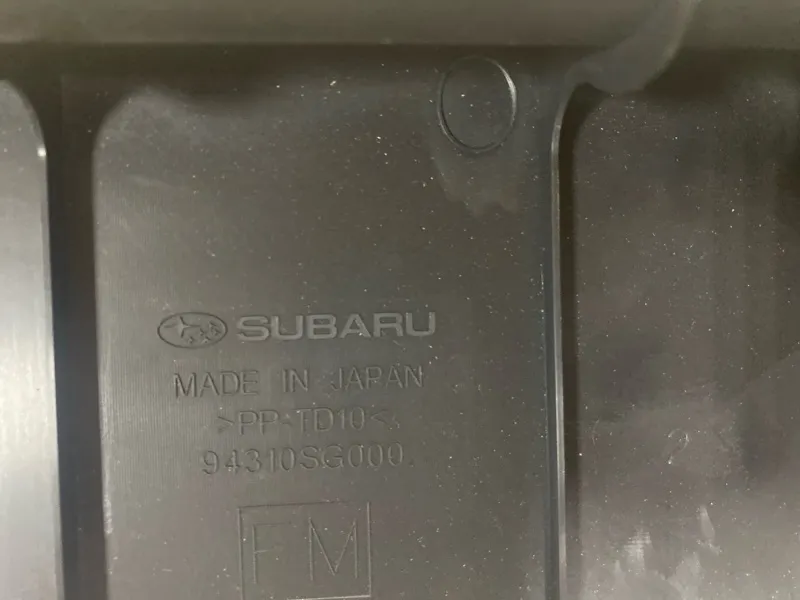 SUBARU
MADE IN JAPAN
>PP-TD10<
94310SG000
FM